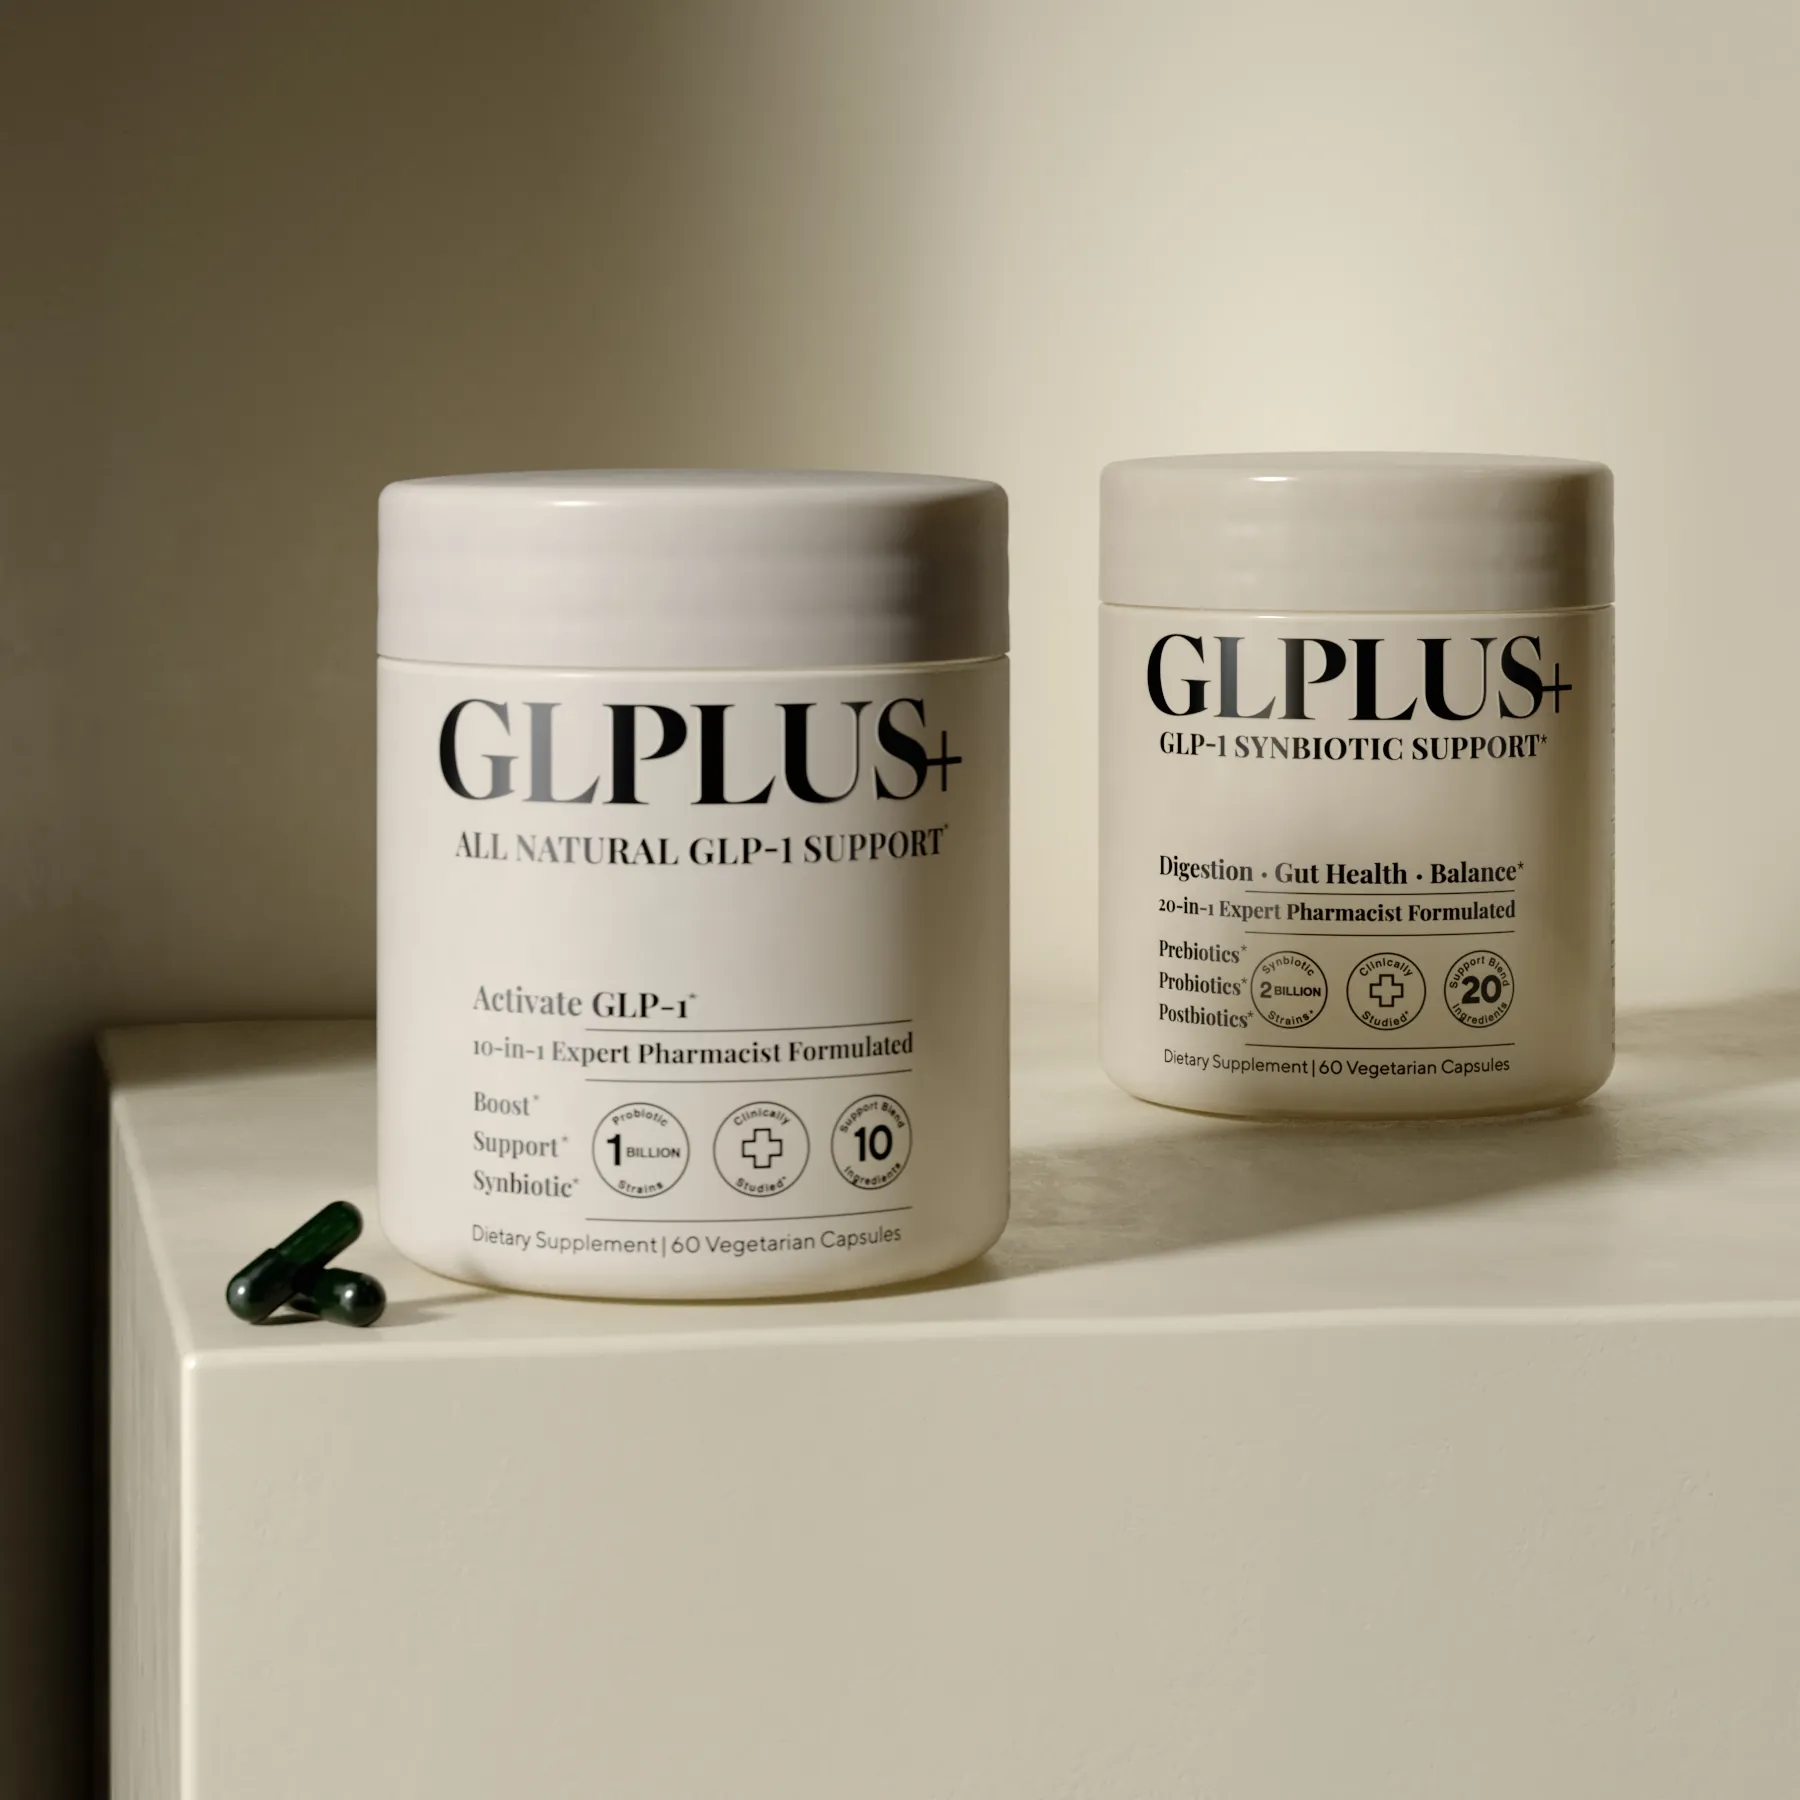 GLPLUS+
ALL NATURAL GLP-1 SUPPORT*
Activate GLP-1*
10-in-1 Expert Pharmacist Formulated
Boost*
Support*
Synbiotic*
Probiotic
1 BILLION
Strains
Clinically
Studied*
Support Blend
10
Ingredients
Dietary Supplement | 60 Vegetarian Capsules
GLPLUS+
GLP-1 SYNBIOTIC SUPPORT*
Digestion · Gut Health · Balance*
20-in-1 Expert Pharmacist Formulated
Prebiotics*
Probiotics*
Postbiotics*
Synbiotic
2 BILLION
Strains*
Clinically
Studied*
Support Blend
20
Ingredients
Dietary Supplement | 60 Vegetarian Capsules